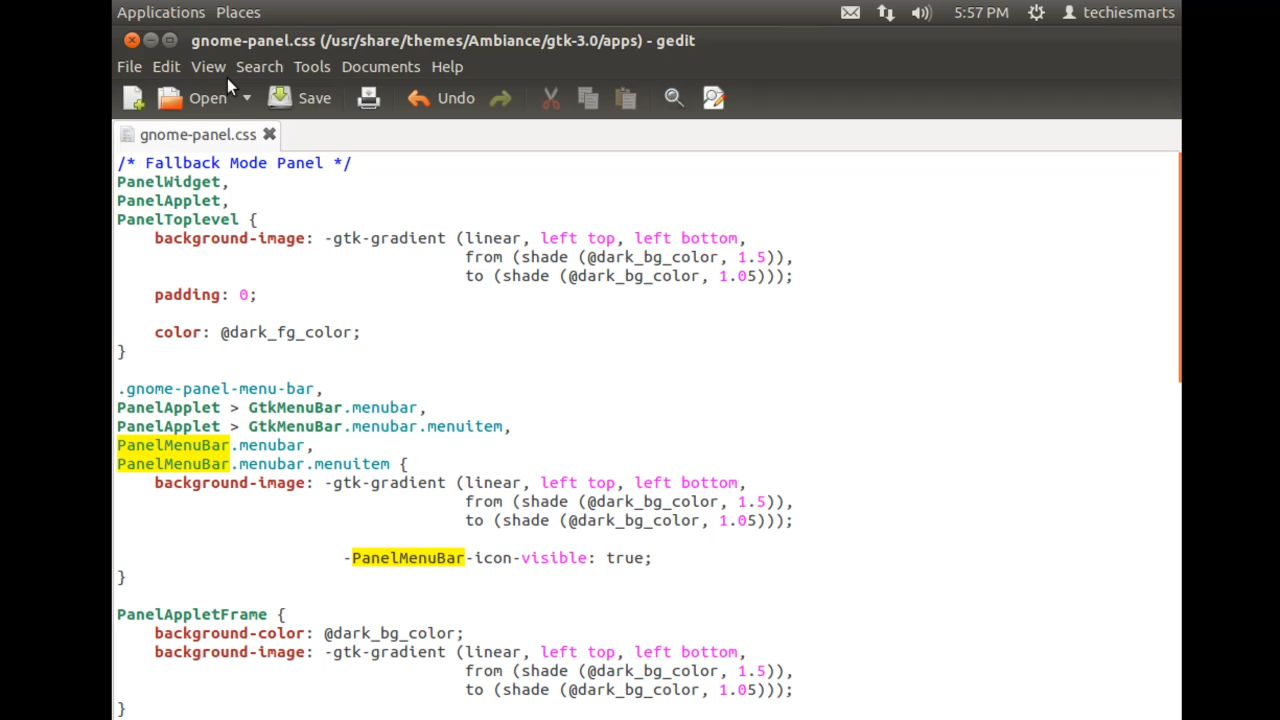 Applications Places 5:57 PM techiesmarts
gnome-panel.css (/usr/share/themes/Ambiance/gtk-3.0/apps) - gedit
File Edit View Search Tools Documents Help
Open Save Undo
gnome-panel.css
/* Fallback Mode Panel */
PanelWidget,
PanelApplet,
PanelToplevel {
background-image: -gtk-gradient (linear, left top, left bottom,
from (shade (@dark_bg_color, 1.5)),
to (shade (@dark_bg_color, 1.05)));
padding: 0;
color: @dark_fg_color;
}
.gnome-panel-menu-bar,
PanelApplet > GtkMenuBar.menubar,
PanelApplet > GtkMenuBar.menubar.menuitem,
PanelMenuBar.menubar,
PanelMenuBar.menubar.menuitem {
background-image: -gtk-gradient (linear, left top, left bottom,
from (shade (@dark_bg_color, 1.5)),
to (shade (@dark_bg_color, 1.05)));
-PanelMenuBar-icon-visible: true;
}
PanelAppletFrame {
background-color: @dark_bg_color;
background-image: -gtk-gradient (linear, left top, left bottom,
from (shade (@dark_bg_color, 1.5)),
to (shade (@dark_bg_color, 1.05)));
}